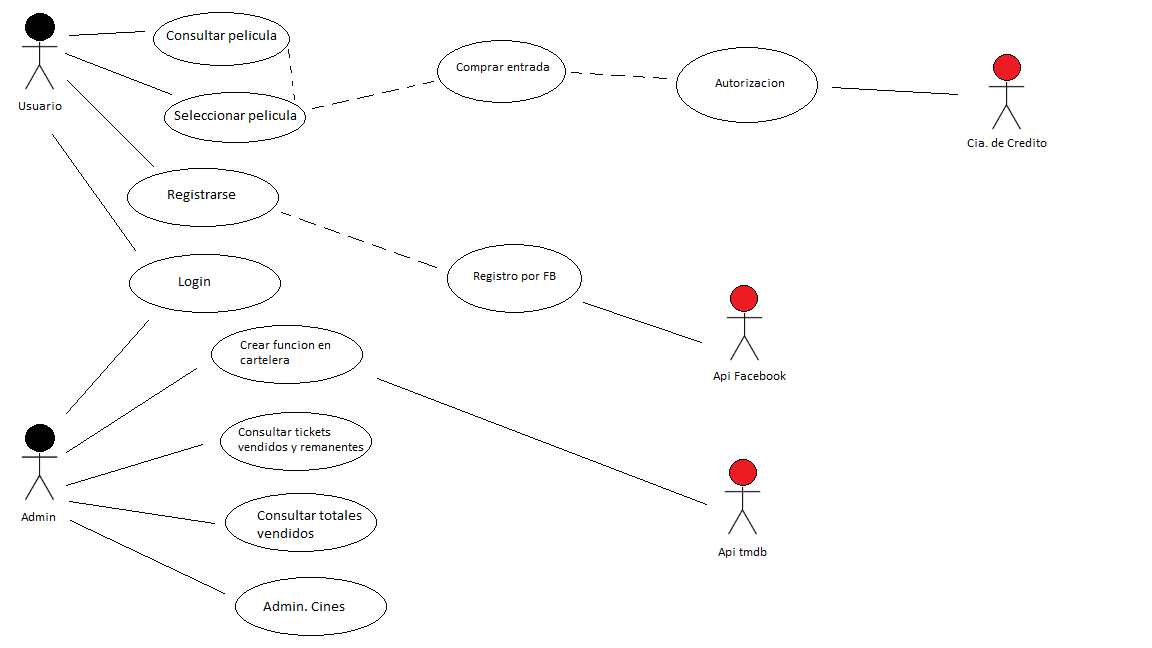 Consultar pelicula
Usuario
Seleccionar pelicula
Comprar entrada
Autorizacion
Cia. de Credito
Registrarse
Login
Registro por FB
Api Facebook
Crear funcion en
cartelera
Consultar tickets
vendidos y remanentes
Admin
Consultar totales
vendidos
Api tmdb
Admin. Cines